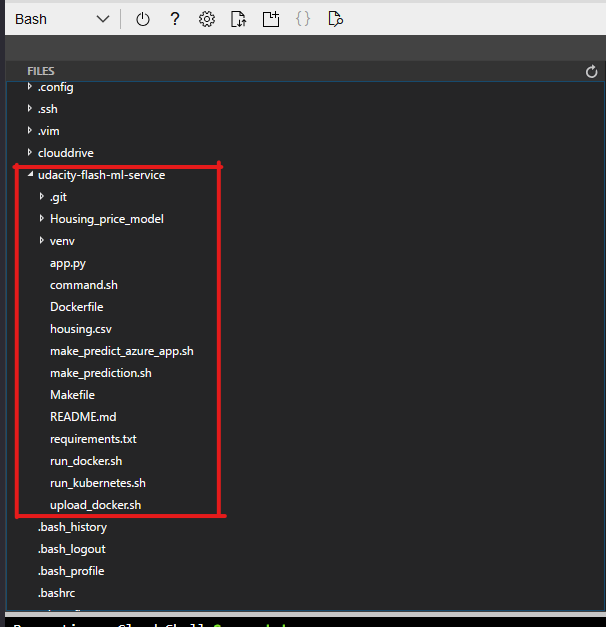 Bash
?
{}
FILES
.config
.ssh
.vim
clouddrive
udacity-flash-ml-service
.git
Housing_price_model
venv
app.py
command.sh
Dockerfile
housing.csv
make_predict_azure_app.sh
make_prediction.sh
Makefile
README.md
requirements.txt
run_docker.sh
run_kubernetes.sh
upload_docker.sh
.bash_history
.bash_logout
.bash_profile
.bashrc